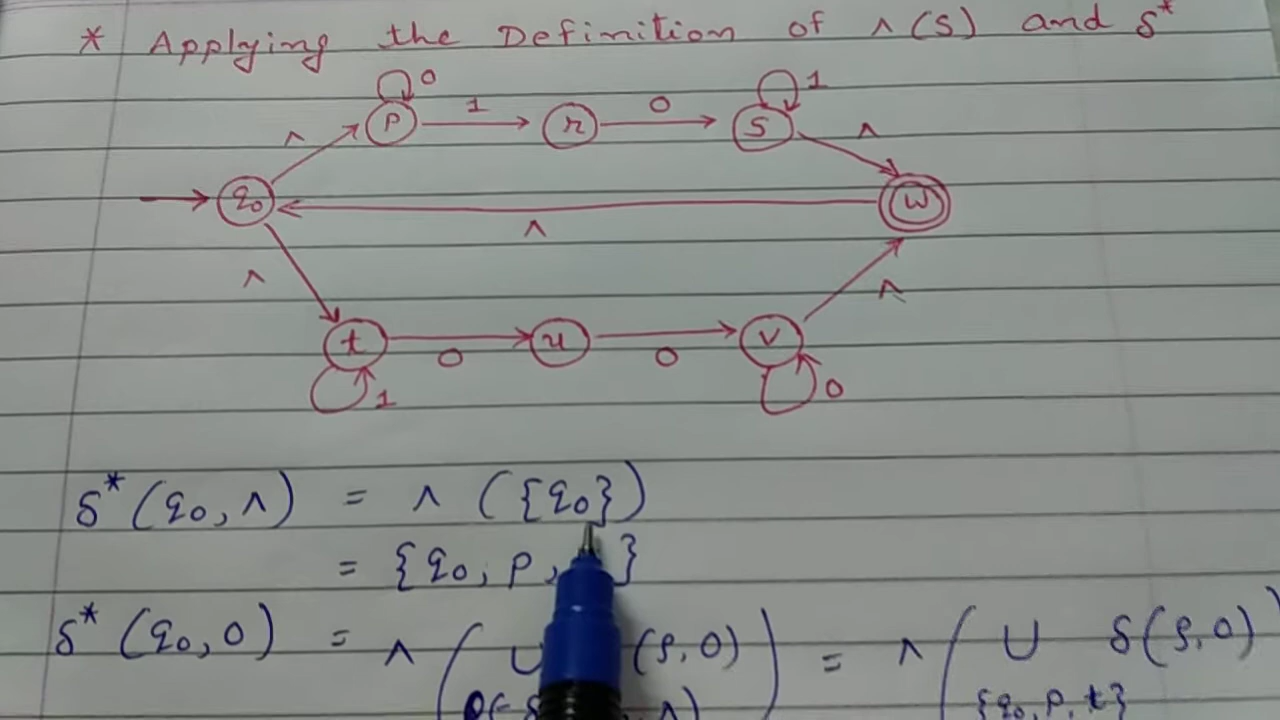 * Applying the Definition of ʌ(S) and δ*
0 1 0 1
ʌ P r S ʌ
q₀ w
ʌ
ʌ ʌ
t 0 u 0 v
1 0
δ*(q₀, ʌ) = ʌ ({q₀})
= {q₀, P, }
δ*(q₀, 0) = ʌ ( ∪ (p, 0) ) = ʌ ( ∪ δ(p, 0)
ʌ) {q₀, P, t}